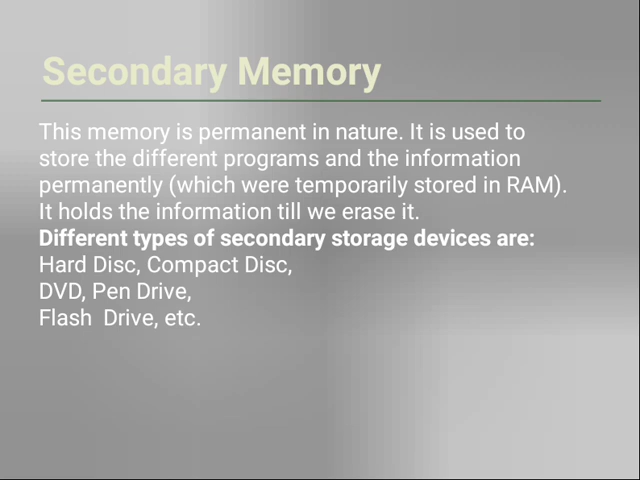 Secondary Memory
This memory is permanent in nature. It is used to
store the different programs and the information
permanently (which were temporarily stored in RAM).
It holds the information till we erase it.
Different types of secondary storage devices are:
Hard Disc, Compact Disc,
DVD, Pen Drive,
Flash  Drive, etc.